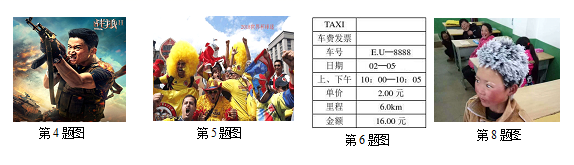 TAXI
车费发票
车号 E.U—8888
日期 02—05
上、下午 10：00—10：05
单价 2.00 元
里程 6.0km
金额 16.00 元
第 4 题图
第 5 题图
第 6 题图
第 8 题图